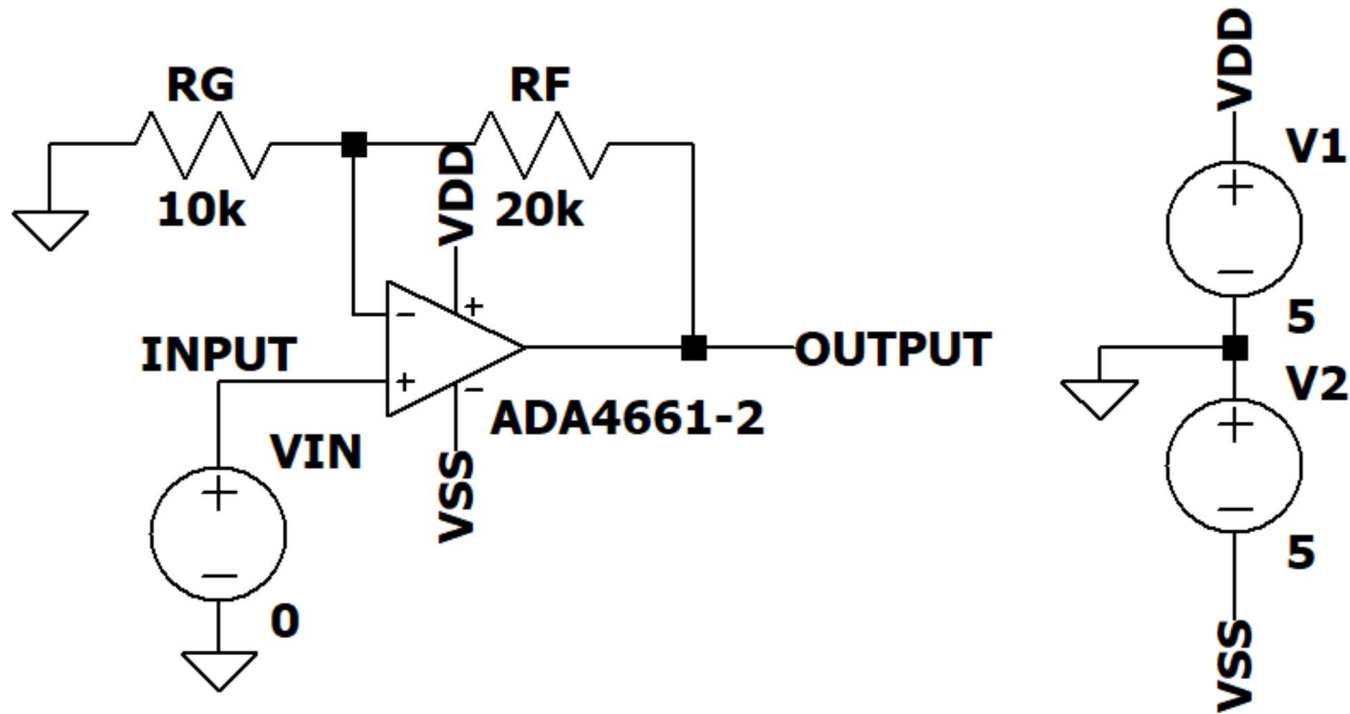 RG
10k
RF
20k
VDD
+
-
+
-
INPUT
OUTPUT
ADA4661-2
VSS
VIN
+
-
0
VDD
V1
+
-
5
V2
+
-
5
VSS